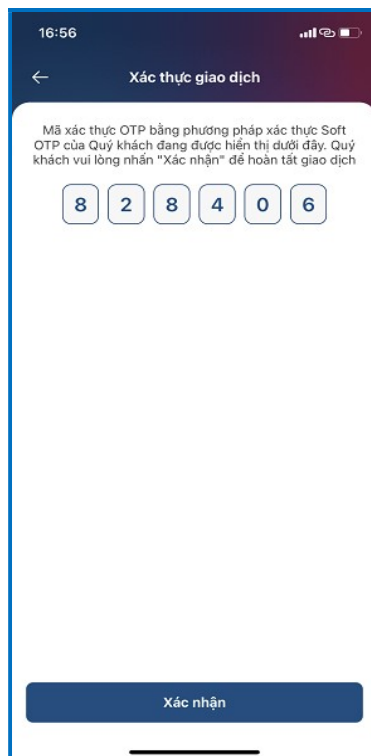 16:56
Xác thực giao dịch
Mã xác thực OTP bằng phương pháp xác thực Soft
OTP của Quý khách đang được hiển thị dưới đây. Quý
khách vui lòng nhấn "Xác nhận" để hoàn tất giao dịch
8 2 8 4 0 6
Xác nhận